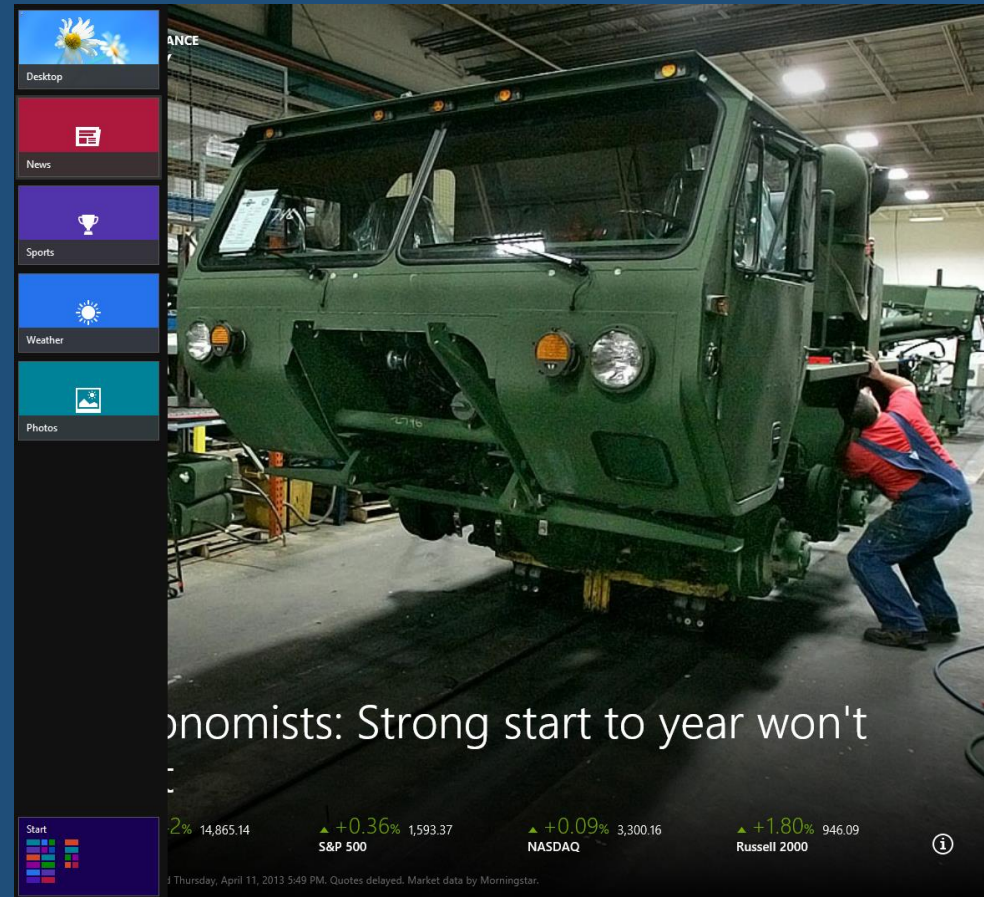 Desktop
News
Sports
Weather
Photos
Start
ANCE
onomists: Strong start to year won't
t
2% 14,865.14
+0.36% 1,593.37
S&P 500
+0.09% 3,300.16
NASDAQ
+1.80% 946.09
Russell 2000
d Thursday, April 11, 2013 5:49 PM. Quotes delayed. Market data by Morningstar.